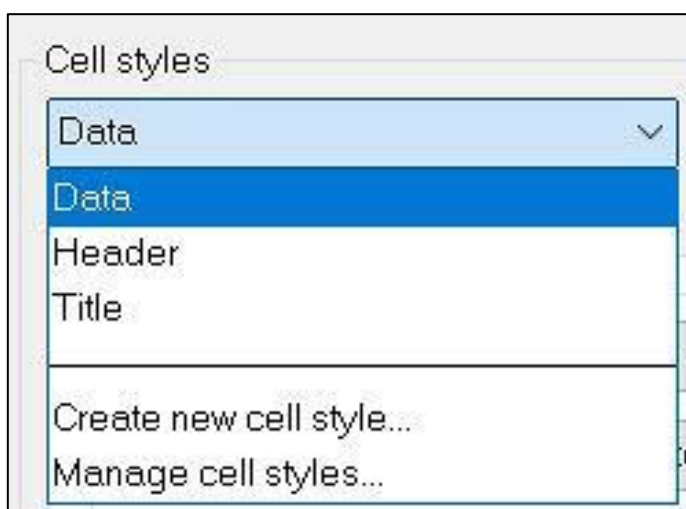 Cell styles
Data
Data
Header
Title
Create new cell style...
Manage cell styles...